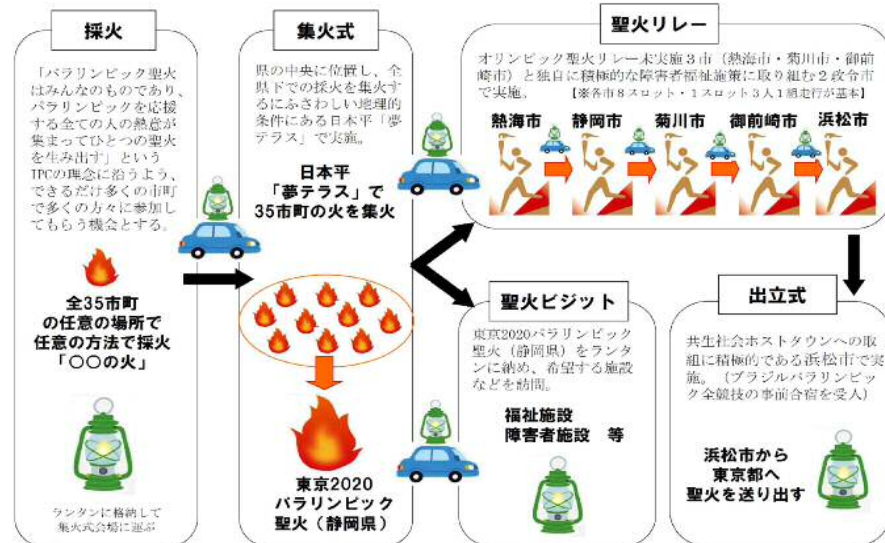 採火
「パラリンピック聖火
はみんなのものであり、
パラリンピックを応援
する全ての人の熱意が
集まってひとつの聖火
を生み出す」という
IPCの理念に沿うよう、
できるだけ多くの市町
で多くの方々に参加し
てもらう機会とする。
全35市町
の任意の場所で
任意の方法で採火
「〇〇の火」
ランタンに格納して
集火式会場に運ぶ
集火式
県の中央に位置し、全
県下での採火を集火す
るにふさわしい地理的
条件にある日本平「夢
テラス」で実施。
日本平
「夢テラス」で
35市町の火を集火
東京2020
パラリンピック
聖火（静岡県）
聖火リレー
オリンピック聖火リレー未実施３市（熱海市・菊川市・御前
崎市）と独自に積極的な障害者福祉施策に取り組む２政令市
で実施。 【※各市８スロット・１スロット３人１組走行が基本】
熱海市 静岡市 菊川市 御前崎市 浜松市
聖火ビジット
東京2020パラリンピック
聖火（静岡県）をランタ
ンに納め、希望する施設
などを訪問。
福祉施設
障害者施設　等
出立式
共生社会ホストタウンへの取
組に積極的である浜松市で実
施。（ブラジルパラリンピッ
ク全競技の事前合宿を受入）
浜松市から
東京都へ
聖火を送り出す